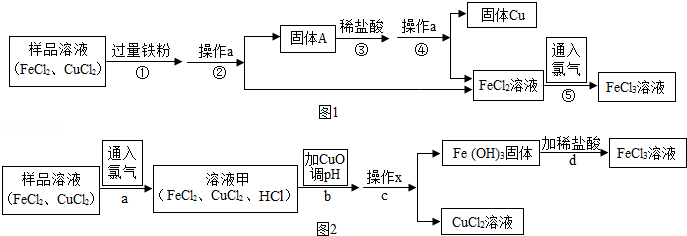 样品溶液
(FeCl₂、CuCl₂)
过量铁粉
①
操作a
②
固体A
稀盐酸
③
操作a
④
固体Cu
FeCl₂溶液
通入
氯气
⑤
FeCl₃溶液
图1
样品溶液
(FeCl₂、CuCl₂)
通入
氯气
a
溶液甲
(FeCl₂、CuCl₂、HCl)
加CuO
调pH
b
操作x
c
Fe (OH)₃固体
加稀盐酸
d
FeCl₃溶液
CuCl₂溶液
图2